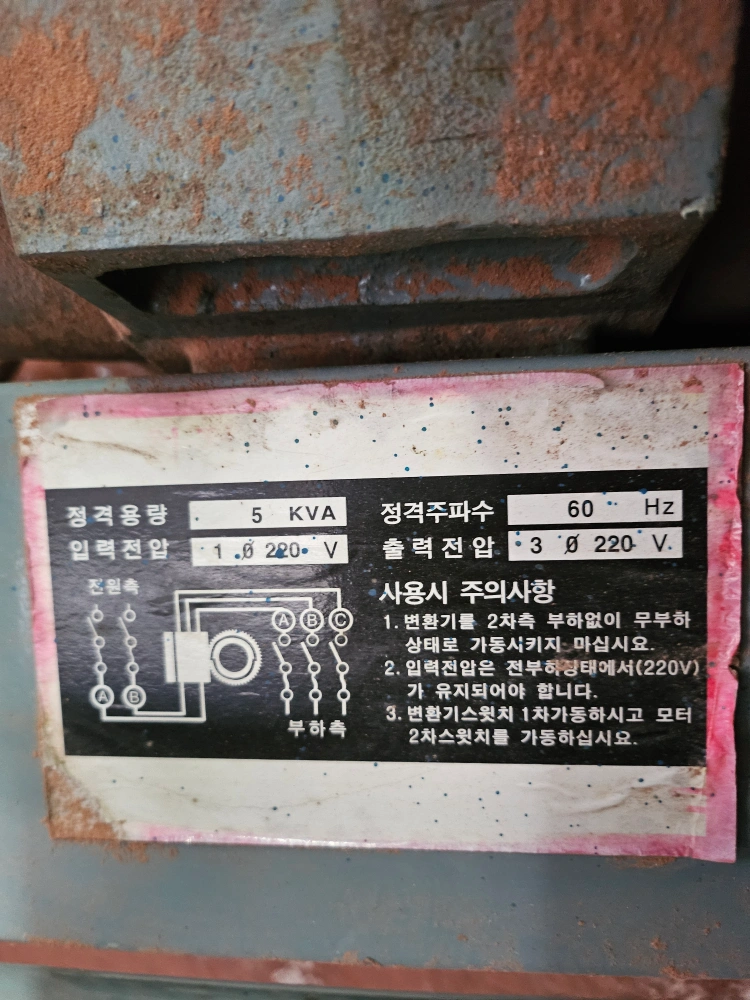 정격용량 5 KVA
정격주파수 60 Hz
입력전압 1 Ø 220 V
출력전압 3 Ø 220 V.
전원측
A B C
A B
부하측
사용시 주의사항
1. 변환기를 2차측 부하없이 무부하
상태로 가동시키지 마십시요.
2. 입력전압은 전부하상태에서(220V)
가 유지되어야 합니다.
3. 변환기스윗치 1차가동하시고 모터
2차스윗치를 가동하십시요.